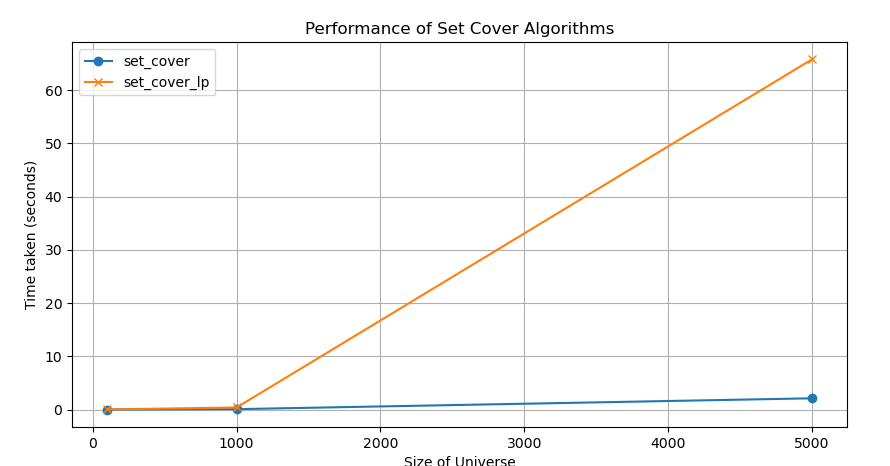 Performance of Set Cover Algorithms
set_cover
set_cover_lp
60
50
40
30
20
10
0
Time taken (seconds)
0 1000 2000 3000 4000 5000
Size of Universe